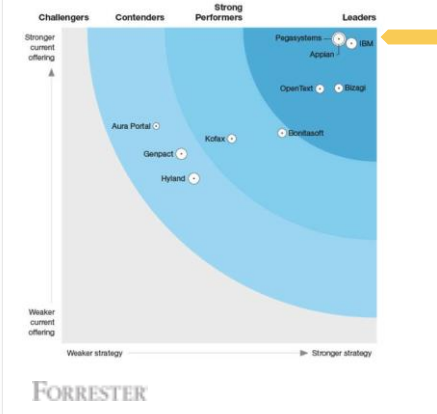 Challengers
Contenders
Strong
Performers
Leaders
Stronger
current
offering
Pegasystems
IBM
Appian
OpenText
Bizagi
Aura Portal
Kofax
Bonitasoft
Genpact
Hyland
Weaker
current
offering
Weaker strategy
Stronger strategy
FORRESTER